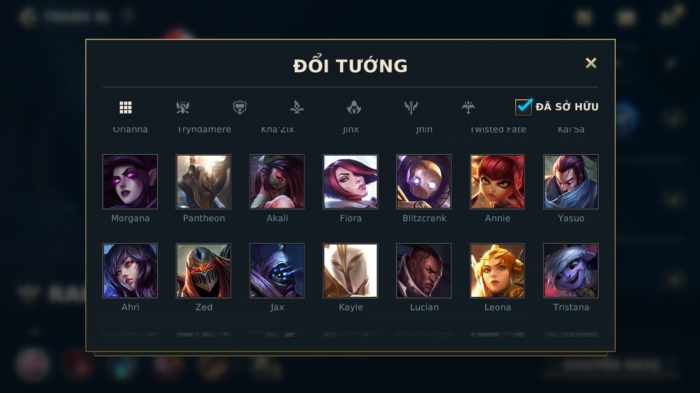 ĐỔI TƯỚNG
ĐÃ SỞ HỮU
Orianna Tryndamere Kha'Zix Jinx Jhin Twisted Fate Kai'Sa
Morgana Pantheon Akali Fiora Blitzcrank Annie Yasuo
Ahri Zed Jax Kayle Lucian Leona Tristana